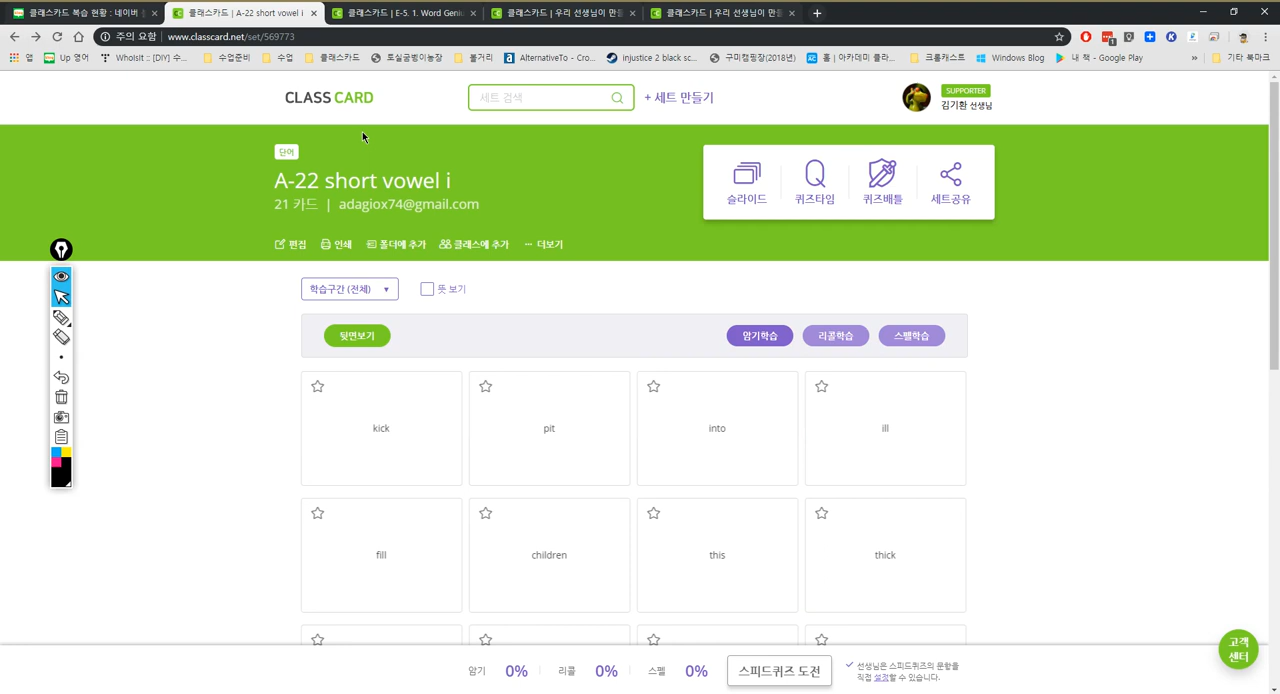 클래스카드 복습 현황 : 네이버
클래스카드 | A-22 short vowel i
클래스카드 | E-5. 1. Word Geni
클래스카드 | 우리 선생님이 만든
클래스카드 | 우리 선생님이 만든
주의 요함 | www.classcard.net/set/569773
앱 Up 영어 WhoIsIt :: [DIY] 수... 수업준비 수업 클래스카드 토실궁벵이농장 볼거리 AlternativeTo - Cro... Injustice 2 black sc... 구미캠핑장(2018년) 홈 | 아카데미 플라... 크롬캐스트 Windows Blog 내 책 - Google Play » 기타 북마크
CLASS CARD
세트 검색
+ 세트 만들기
SUPPORTER
김기환 선생님
단어
A-22 short vowel i
21 카드 | adagiox74@gmail.com
슬라이드 퀴즈타임 퀴즈배틀 세트공유
편집 인쇄 폴더에 추가 클래스에 추가 ··· 더보기
학습구간 (전체) ▼ 뜻 보기
뒷면보기 암기학습 리콜학습 스펠학습
kick pit into ill
fill children this thick
암기 0% 리콜 0% 스펠 0% 스피드퀴즈 도전
선생님은 스피드퀴즈의 문항을
직접 설정할 수 있습니다.
고객
센터